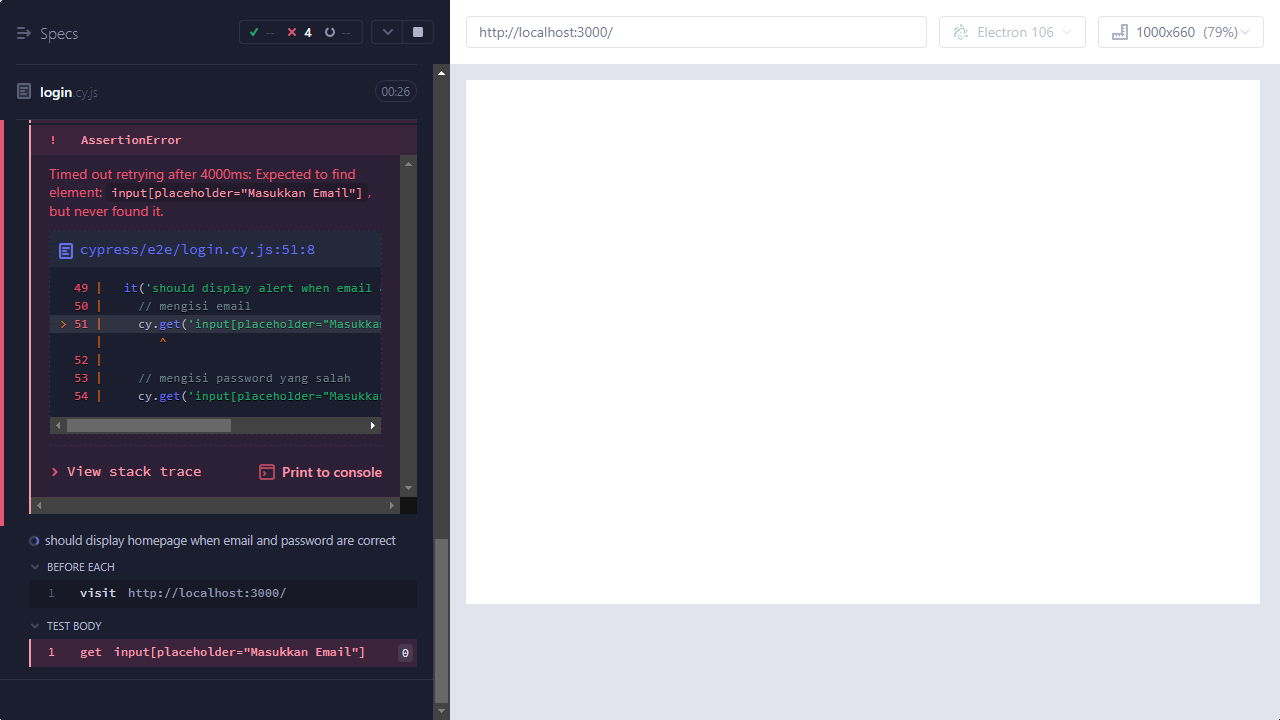 Specs
-- 4 --
http://localhost:3000/
Electron 106
1000x660 (79%)
login.cy.js
00:26
! AssertionError
Timed out retrying after 4000ms: Expected to find
element: input[placeholder="Masukkan Email"],
but never found it.
cypress/e2e/login.cy.js:51:8
49 | it('should display alert when email
50 | // mengisi email
> 51 | cy.get('input[placeholder="Masukkan
| ^
52 |
53 | // mengisi password yang salah
54 | cy.get('input[placeholder="Masukkan
> View stack trace
Print to console
should display homepage when email and password are correct
BEFORE EACH
1 visit http://localhost:3000/
TEST BODY
1 get input[placeholder="Masukkan Email"] 0